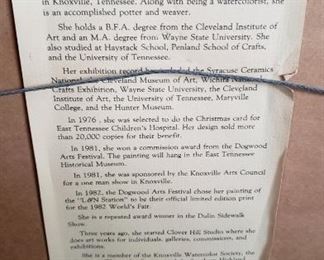 in Knoxville, Tennessee. Along with being a watercolorist, she
is an accomplished porter and weaver.
She holds a B.F.A. degree from the Cleveland Institute of
Art and an M.A. degree from Wayne State University. She
also studied at Haystack School, Penland School of Crafts,
and the University of Tennessee.
Her exhibition record has included the Syracuse Ceramics
National, Cleveland Museum of Art, Wichita National
Crafts Exhibition, Wayne State University, the Cleveland
Institute of Art, the University of Tennessee, Maryville
College, and the Hunter Museum.
In 1976, she was selected to do the Christmas card for
East Tennessee Children's Hospital. Her design sold more
than 20,000 copies for their benefit.
In 1981, she won a commission award from the Dogwood
Arts Festival. The painting will hang in the East Tennessee
Historical Museum.
In 1981, she was sponsored by the Knoxville Arts Council
for a one man show in Knoxville.
In 1982, the Dogwood Arts Festival chose her painting of
the "L&N Station" to be their official limited edition print
for the 1982 World's Fair.
She is a repeated award winner in the Dulin Sidewalk
Show.
Three years ago, she started Clover Hill Studio where she
does art works for individuals, galleries, commissions, and
exhibitions.
She is a member of the Knoxville Watercolor Society, the